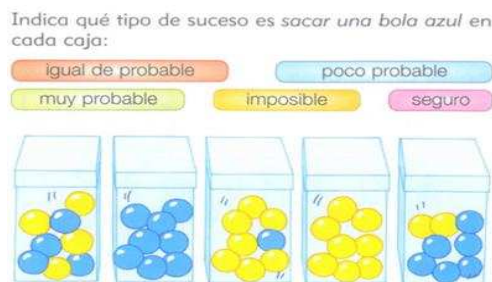 Indica qué tipo de suceso es sacar una bola azul en
cada caja:
igual de probable poco probable
muy probable imposible seguro